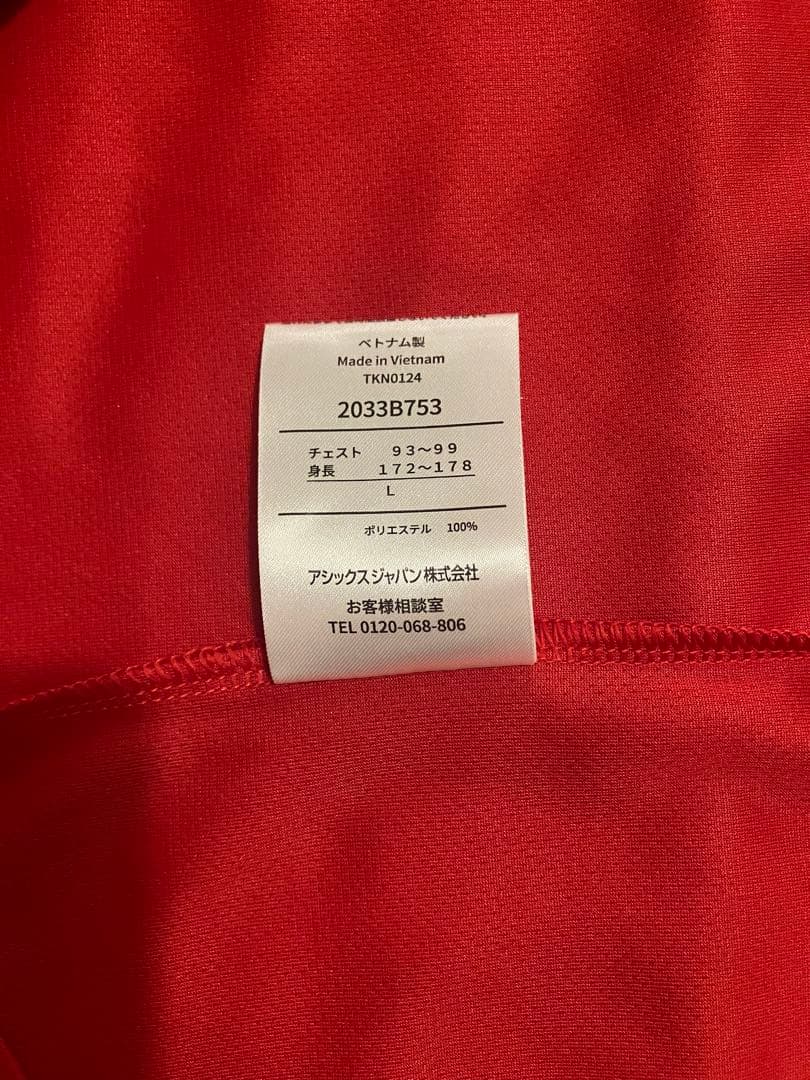 ベトナム製
Made in Vietnam
TKN0124
2033B753
チェスト 93〜99
身長 172〜178
L
ポリエステル 100%
アシックスジャパン株式会社
お客様相談室
TEL 0120-068-806